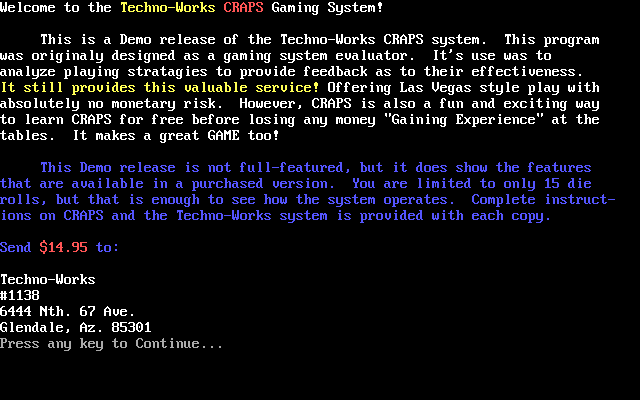 Welcome to the Techno-Works CRAPS Gaming System!
This is a Demo release of the Techno-Works CRAPS system.  This program
was originaly designed as a gaming system evaluator.  It's use was to
analyze playing stratagies to provide feedback as to their effectiveness.
It still provides this valuable service! Offering Las Vegas style play with
absolutely no monetary risk.  However, CRAPS is also a fun and exciting way
to learn CRAPS for free before losing any money "Gaining Experience" at the
tables.  It makes a great GAME too!
This Demo release is not full-featured, but it does show the features
that are available in a purchased version.  You are limited to only 15 die
rolls, but that is enough to see how the system operates.  Complete instruct-
ions on CRAPS and the Techno-Works system is provided with each copy.
Send $14.95 to:
Techno-Works
#1138
6444 Nth. 67 Ave.
Glendale, Az. 85301
Press any key to Continue...